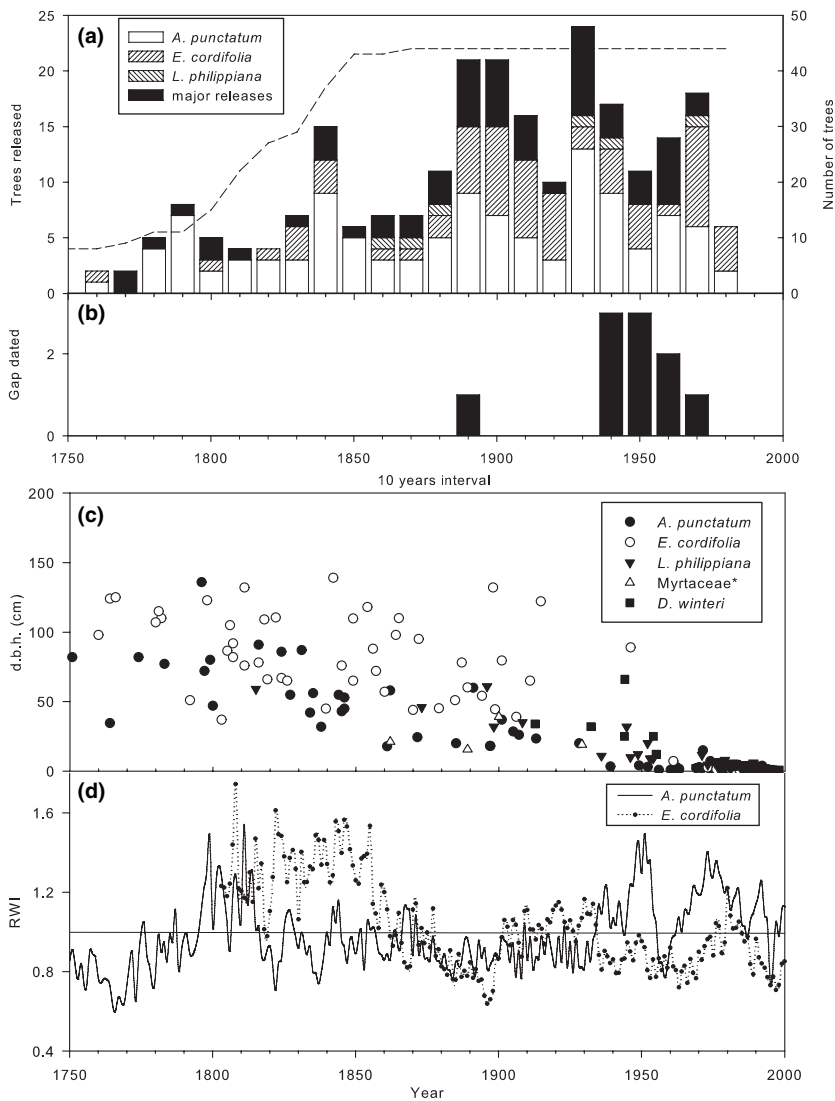 (a)
A. punctatum
E. cordifolia
L. philippiana
major releases
25
20
15
10
5
0
Trees released
50
40
30
20
10
0
Number of trees
(b)
2
0
Gap dated
1750 1800 1850 1900 1950 2000
10 years interval
(c)
A. punctatum
E. cordifolia
L. philippiana
Myrtaceae*
D. winteri
200
150
100
50
0
d.b.h. (cm)
(d)
A. punctatum
E. cordifolia
1.6
1.2
0.8
0.4
RWI
1750 1800 1850 1900 1950 2000
Year